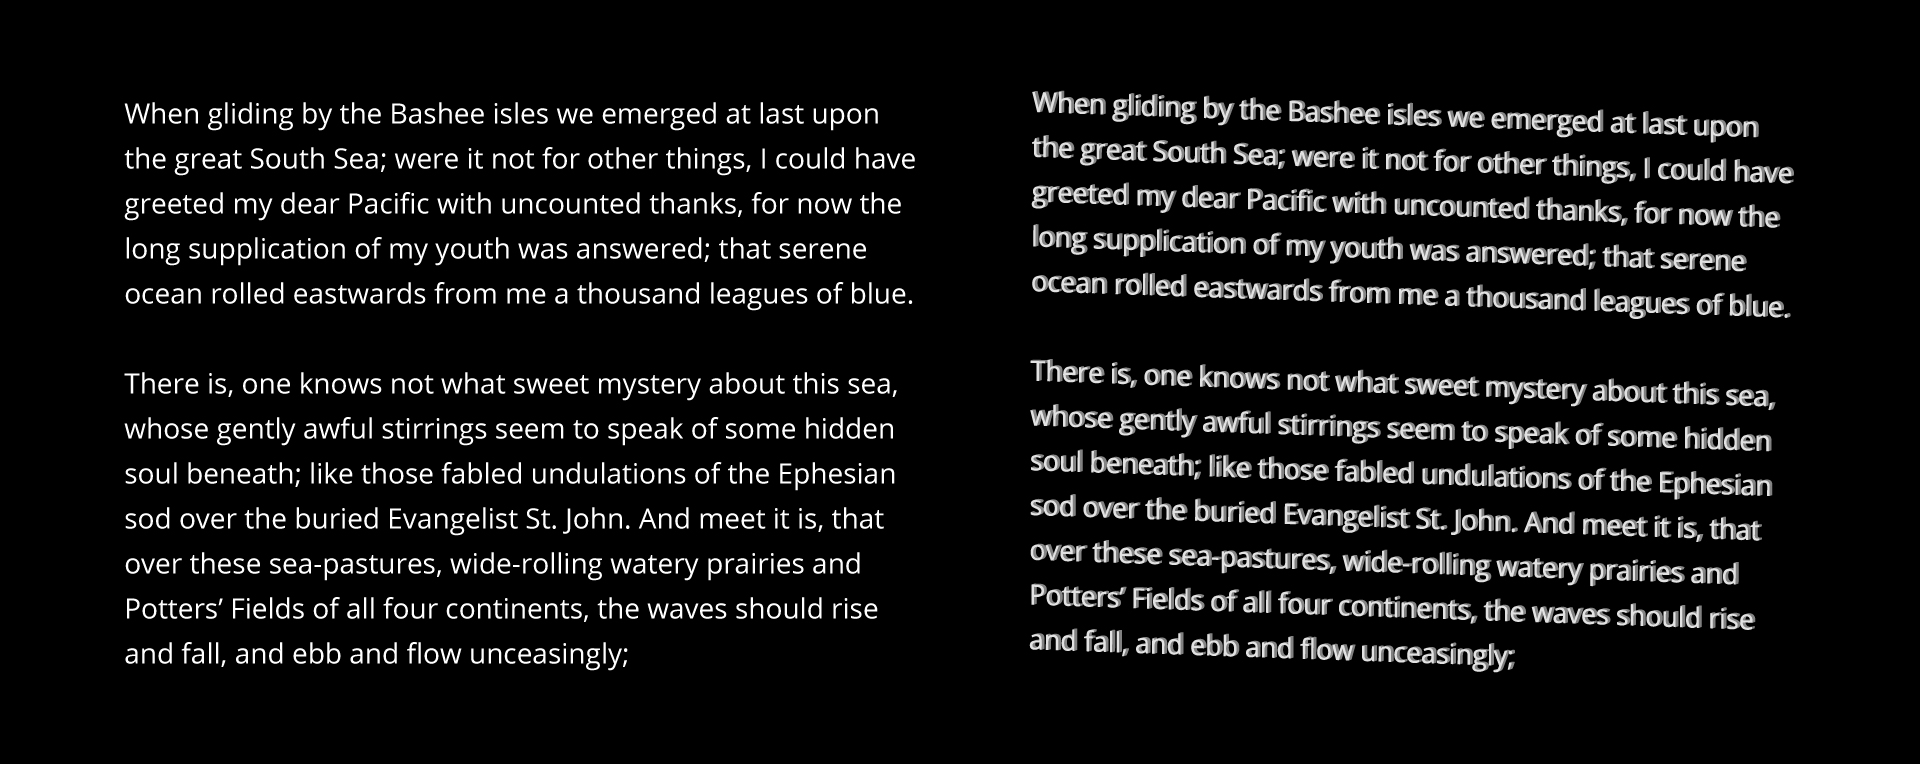 When gliding by the Bashee isles we emerged at last upon
the great South Sea; were it not for other things, I could have
greeted my dear Pacific with uncounted thanks, for now the
long supplication of my youth was answered; that serene
ocean rolled eastwards from me a thousand leagues of blue.
There is, one knows not what sweet mystery about this sea,
whose gently awful stirrings seem to speak of some hidden
soul beneath; like those fabled undulations of the Ephesian
sod over the buried Evangelist St. John. And meet it is, that
over these sea-pastures, wide-rolling watery prairies and
Potters’ Fields of all four continents, the waves should rise
and fall, and ebb and flow unceasingly;
When gliding by the Bashee isles we emerged at last upon
the great South Sea; were it not for other things, I could have
greeted my dear Pacific with uncounted thanks, for now the
long supplication of my youth was answered; that serene
ocean rolled eastwards from me a thousand leagues of blue.
There is, one knows not what sweet mystery about this sea,
whose gently awful stirrings seem to speak of some hidden
soul beneath; like those fabled undulations of the Ephesian
sod over the buried Evangelist St. John. And meet it is, that
over these sea-pastures, wide-rolling watery prairies and
Potters’ Fields of all four continents, the waves should rise
and fall, and ebb and flow unceasingly;